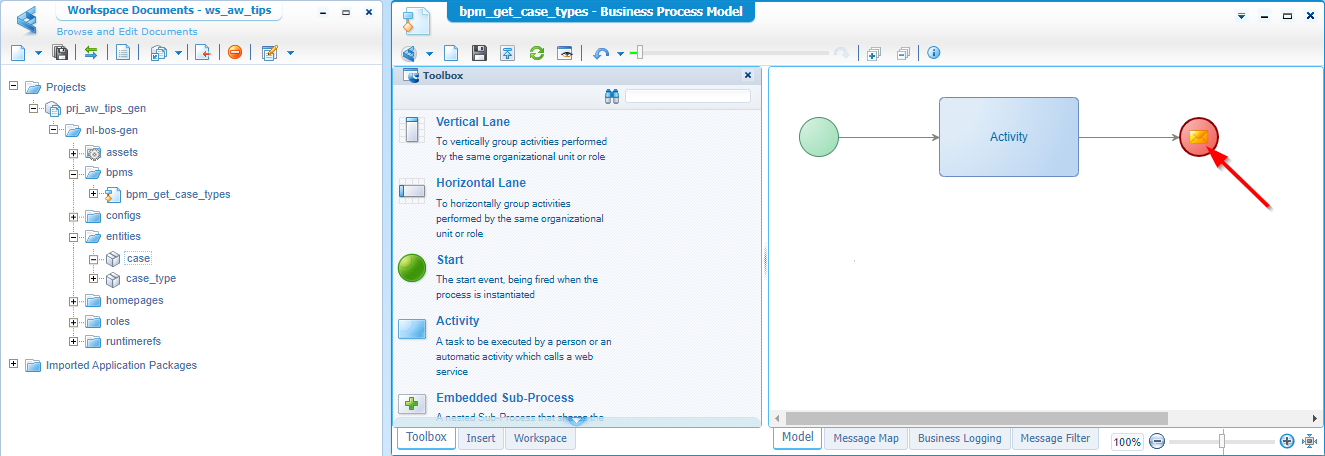 Workspace Documents - ws_aw_tips
Browse and Edit Documents
Projects
prj_aw_tips_gen
nl-bos-gen
assets
bpms
bpm_get_case_types
configs
entities
case
case_type
homepages
roles
runtimerefs
Imported Application Packages
bpm_get_case_types - Business Process Model
Toolbox
Vertical Lane
To vertically group activities performed
by the same organizational unit or role
Horizontal Lane
To horizontally group activities
performed by the same organizational
unit or role
Start
The start event, being fired when the
process is instantiated
Activity
A task to be executed by a person or an
automatic activity which calls a web
service
Embedded Sub-Process
A nested Sub-Process that shares the
Toolbox
Insert
Workspace
Activity
Model
Message Map
Business Logging
Message Filter
100%